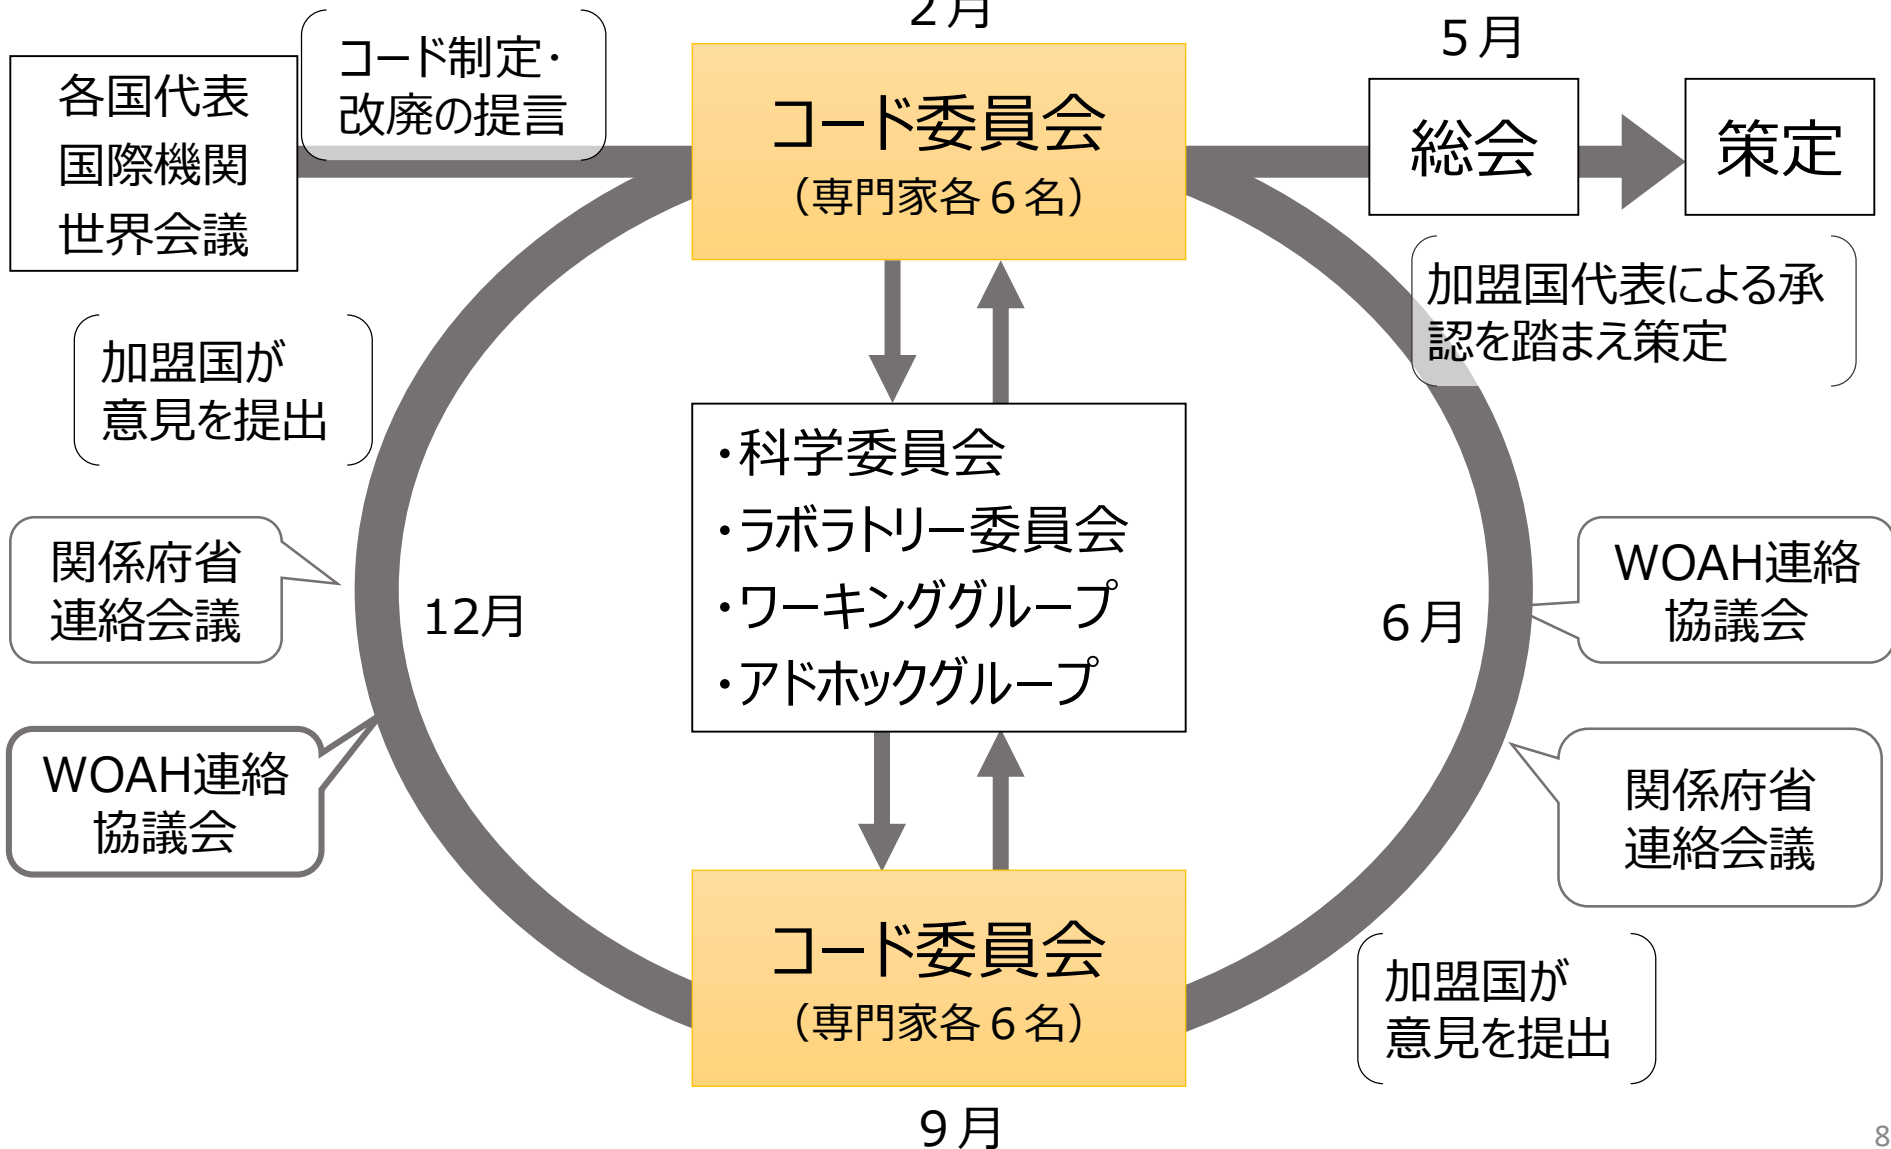 2月
5月
各国代表
国際機関
世界会議
コード制定・
改廃の提言
コード委員会
（専門家各6名）
総会
策定
加盟国代表による承
認を踏まえ策定
加盟国が
意見を提出
・科学委員会
・ラボラトリー委員会
・ワーキンググループ
・アドホックグループ
関係府省
連絡会議
12月
6月
WOAH連絡
協議会
WOAH連絡
協議会
関係府省
連絡会議
コード委員会
（専門家各6名）
加盟国が
意見を提出
9月
8